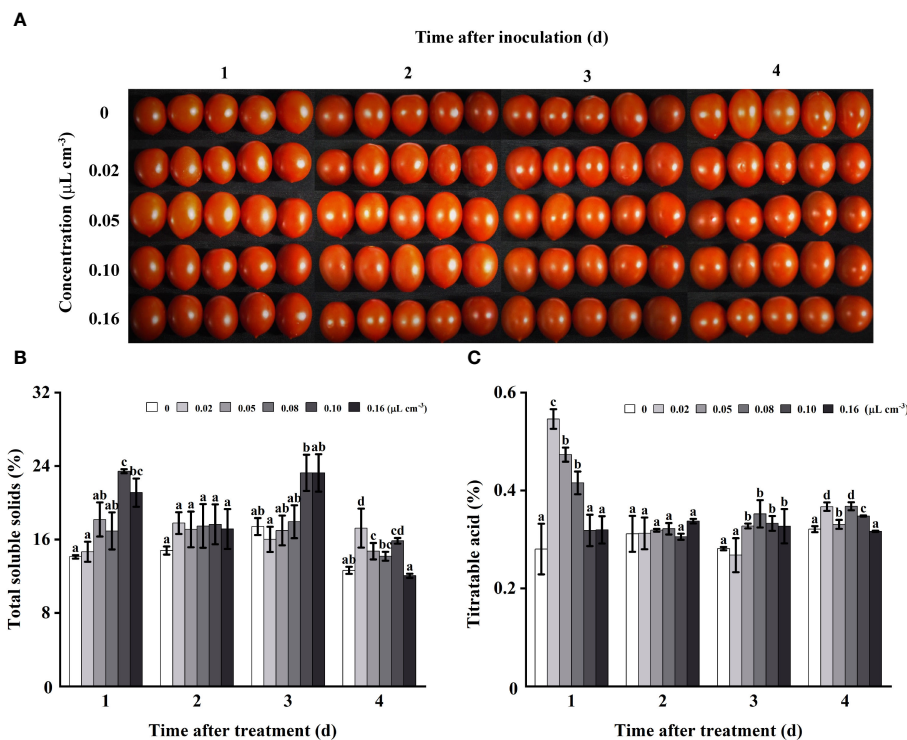 A
Time after inoculation (d)
1 2 3 4
Concentration (μL cm⁻³)
0
0.02
0.05
0.10
0.16
B
Total soluble solids (%)
32
24
16
8
0
0 0.02 0.05 0.08 0.10 0.16 (μL cm⁻³)
a a ab ab c bc
a a a a a a
ab a ab ab b ab
ab d c a cd a
1 2 3 4
Time after treatment (d)
C
Titratable acid (%)
0.6
0.4
0.2
0
0 0.02 0.05 0.08 0.10 0.16 (μL cm⁻³)
a c b b a a
a a a a a a
a a b b b b
a d b d c a
1 2 3 4
Time after treatment (d)